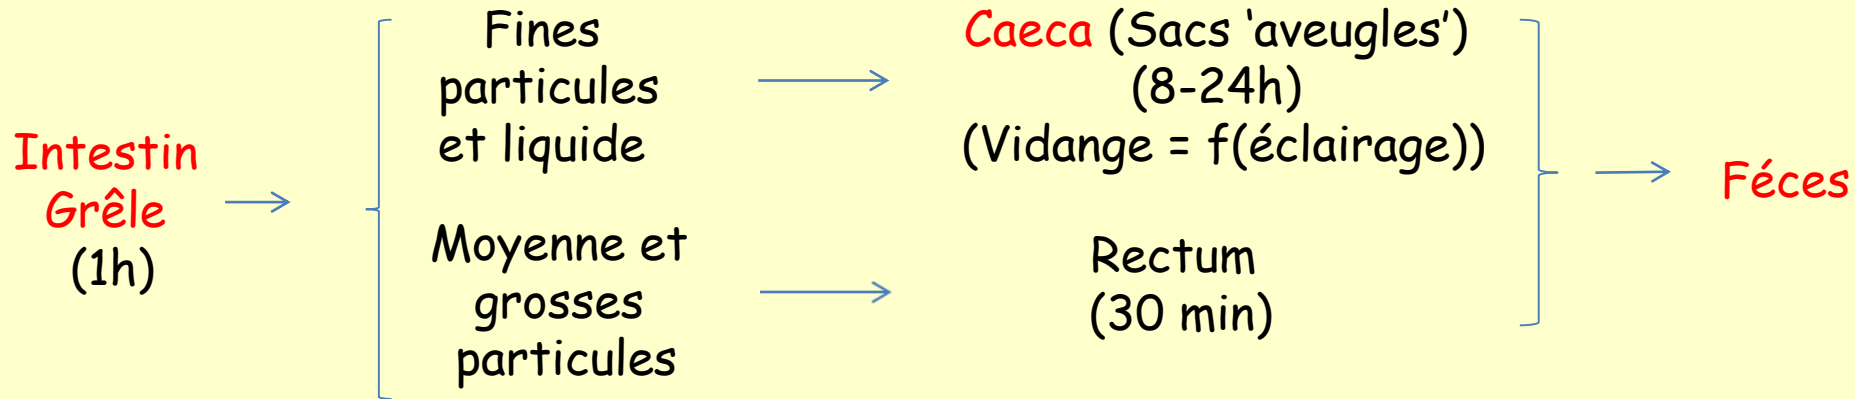 Intestin
Grêle
(1h)
Fines
particules
et liquide
Moyenne et
grosses
particules
Caeca (Sacs 'aveugles')
(8-24h)
(Vidange = f(éclairage))
Rectum
(30 min)
Féces